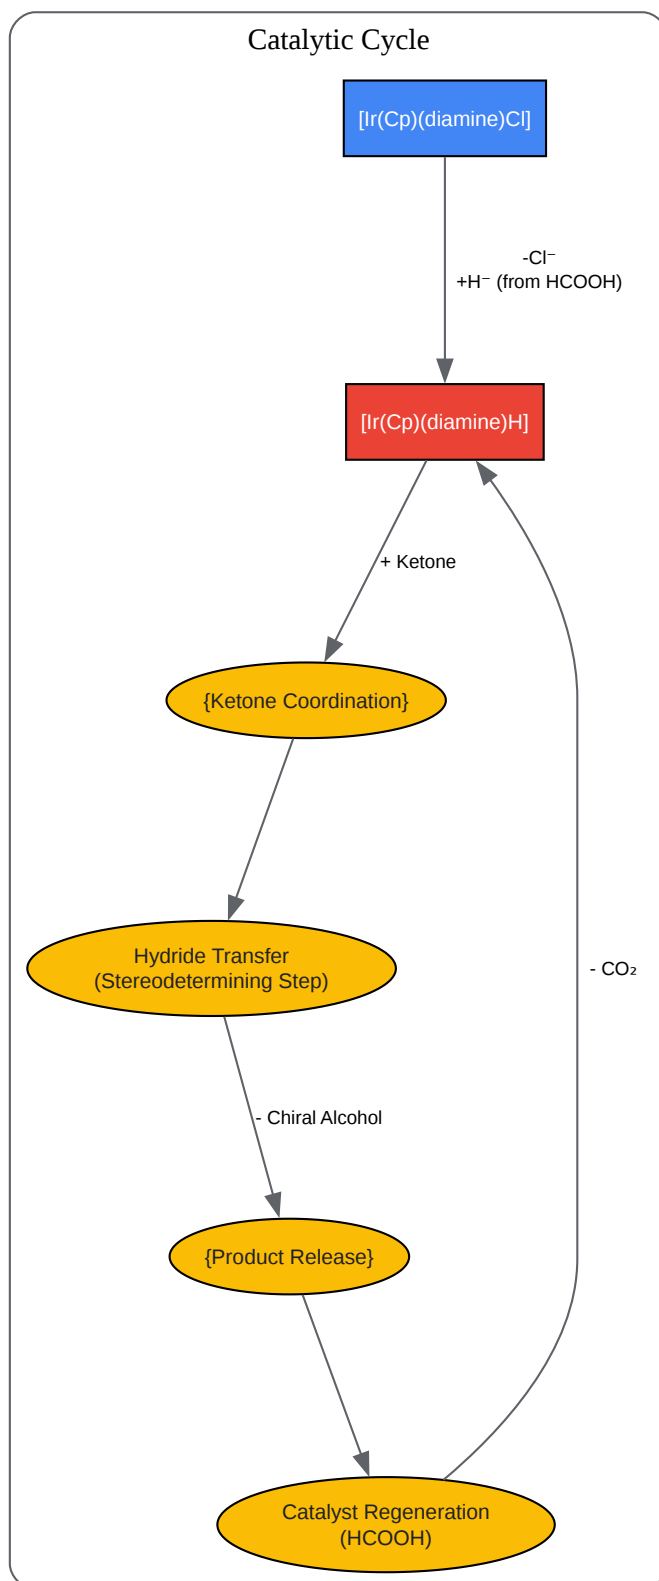 Catalytic Cycle
[Ir(Cp)(diamine)Cl]
-Cl⁻
+H⁻ (from HCOOH)
[Ir(Cp)(diamine)H]
+ Ketone
{Ketone Coordination}
Hydride Transfer
(Stereodetermining Step)
- CO₂
- Chiral Alcohol
{Product Release}
Catalyst Regeneration
(HCOOH)